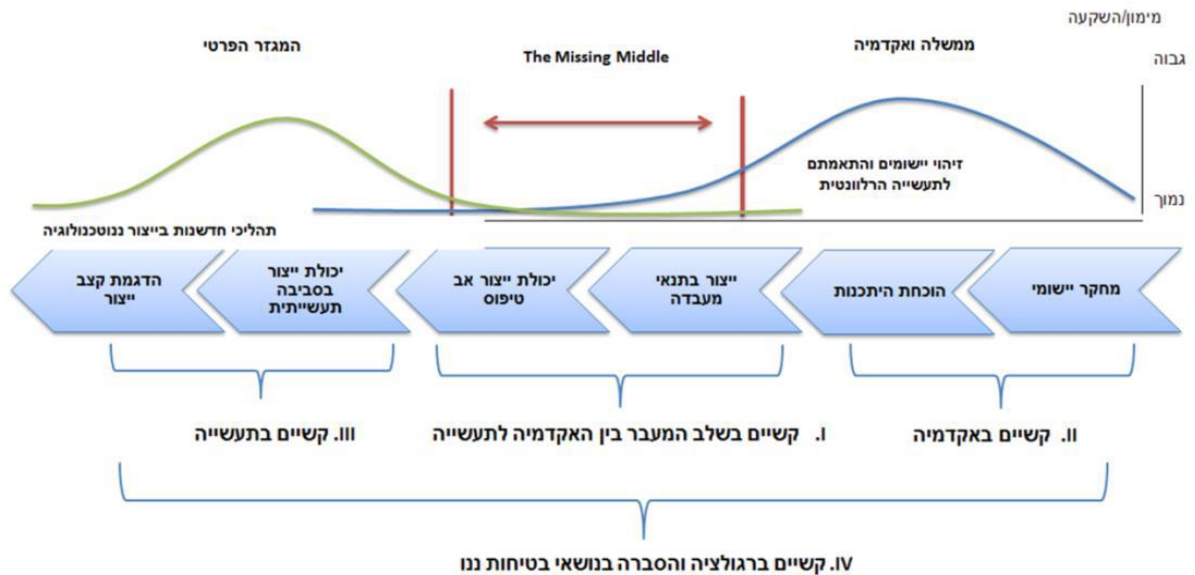 מימון/השקעה
ממשלה ואקדמיה
The Missing Middle
המגזר הפרטי
גבוה
זיהוי יישומים והתאמתם
לתעשייה הרלוונטית
נמוך
תהליכי חדשנות בייצור ננוטכנולוגיה
מחקר יישומי
הוכחת היתכנות
ייצור בתנאי
מעבדה
יכולת ייצור אב
טיפוס
יכולת ייצור
בסביבה
תעשייתית
הדגמת קצב
ייצור
II. קשיים באקדמיה
I. קשיים בשלב המעבר בין האקדמיה לתעשייה
III. קשיים בתעשייה
IV. קשיים ברגולציה והסברה בנושאי בטיחות ננו